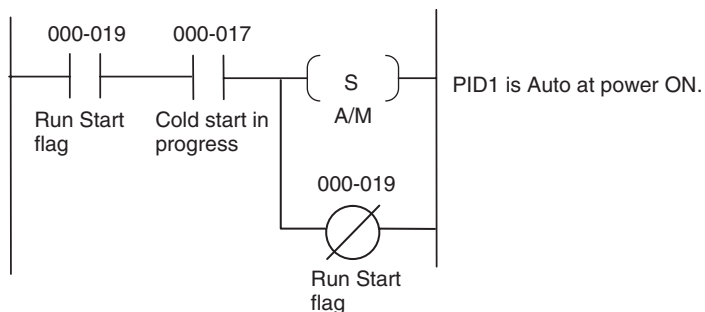 000-019 000-017
S
PID1 is Auto at power ON.
Run Start
flag
Cold start in
progress
A/M
000-019
Run Start
flag